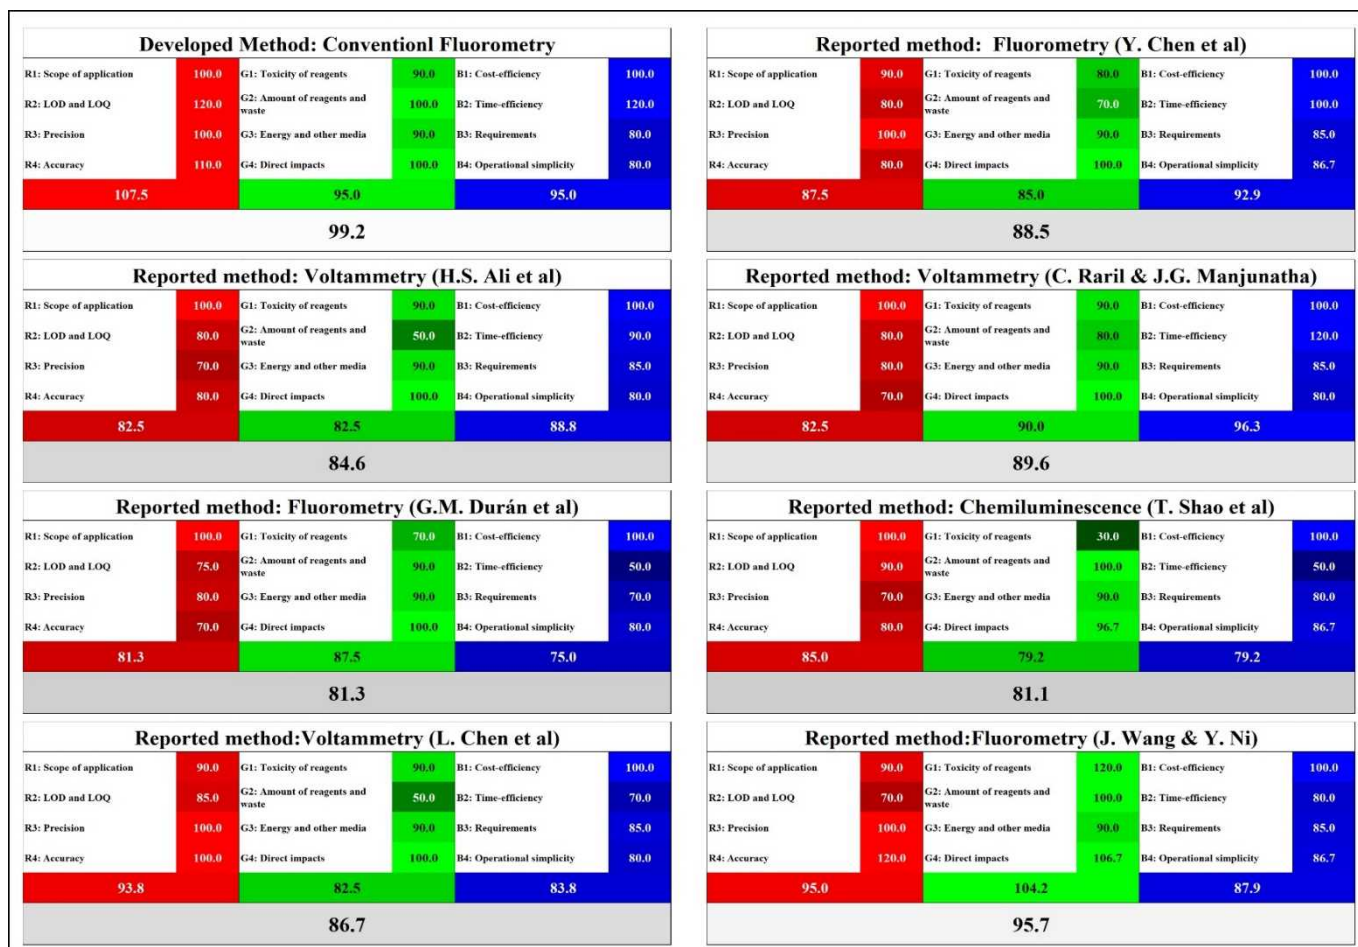 Developed Method: Conventionl Fluorometry
R1: Scope of application 100.0 G1: Toxicity of reagents 90.0 B1: Cost-efficiency 100.0
R2: LOD and LOQ 120.0 G2: Amount of reagents and waste 100.0 B2: Time-efficiency 120.0
R3: Precision 100.0 G3: Energy and other media 90.0 B3: Requirements 80.0
R4: Accuracy 110.0 G4: Direct impacts 100.0 B4: Operational simplicity 80.0
107.5 95.0 95.0
99.2
Reported method: Fluorometry (Y. Chen et al)
R1: Scope of application 90.0 G1: Toxicity of reagents 80.0 B1: Cost-efficiency 100.0
R2: LOD and LOQ 80.0 G2: Amount of reagents and waste 70.0 B2: Time-efficiency 100.0
R3: Precision 100.0 G3: Energy and other media 90.0 B3: Requirements 85.0
R4: Accuracy 80.0 G4: Direct impacts 100.0 B4: Operational simplicity 86.7
87.5 85.0 92.9
88.5
Reported method: Voltammetry (H.S. Ali et al)
R1: Scope of application 100.0 G1: Toxicity of reagents 90.0 B1: Cost-efficiency 100.0
R2: LOD and LOQ 80.0 G2: Amount of reagents and waste 50.0 B2: Time-efficiency 90.0
R3: Precision 70.0 G3: Energy and other media 90.0 B3: Requirements 85.0
R4: Accuracy 80.0 G4: Direct impacts 100.0 B4: Operational simplicity 80.0
82.5 82.5 88.8
84.6
Reported method: Voltammetry (C. Raril & J.G. Manjunatha)
R1: Scope of application 100.0 G1: Toxicity of reagents 90.0 B1: Cost-efficiency 100.0
R2: LOD and LOQ 80.0 G2: Amount of reagents and waste 80.0 B2: Time-efficiency 120.0
R3: Precision 80.0 G3: Energy and other media 90.0 B3: Requirements 85.0
R4: Accuracy 70.0 G4: Direct impacts 100.0 B4: Operational simplicity 80.0
82.5 90.0 96.3
89.6
Reported method: Fluorometry (G.M. Durán et al)
R1: Scope of application 100.0 G1: Toxicity of reagents 70.0 B1: Cost-efficiency 100.0
R2: LOD and LOQ 75.0 G2: Amount of reagents and waste 90.0 B2: Time-efficiency 50.0
R3: Precision 80.0 G3: Energy and other media 90.0 B3: Requirements 70.0
R4: Accuracy 70.0 G4: Direct impacts 100.0 B4: Operational simplicity 80.0
81.3 87.5 75.0
81.3
Reported method: Chemiluminescence (T. Shao et al)
R1: Scope of application 100.0 G1: Toxicity of reagents 30.0 B1: Cost-efficiency 100.0
R2: LOD and LOQ 90.0 G2: Amount of reagents and waste 100.0 B2: Time-efficiency 50.0
R3: Precision 70.0 G3: Energy and other media 90.0 B3: Requirements 80.0
R4: Accuracy 80.0 G4: Direct impacts 96.7 B4: Operational simplicity 86.7
85.0 79.2 79.2
81.1
Reported method:Voltammetry (L. Chen et al)
R1: Scope of application 90.0 G1: Toxicity of reagents 90.0 B1: Cost-efficiency 100.0
R2: LOD and LOQ 85.0 G2: Amount of reagents and waste 50.0 B2: Time-efficiency 70.0
R3: Precision 100.0 G3: Energy and other media 90.0 B3: Requirements 85.0
R4: Accuracy 100.0 G4: Direct impacts 100.0 B4: Operational simplicity 80.0
93.8 82.5 83.8
86.7
Reported method:Fluorometry (J. Wang & Y. Ni)
R1: Scope of application 90.0 G1: Toxicity of reagents 120.0 B1: Cost-efficiency 100.0
R2: LOD and LOQ 70.0 G2: Amount of reagents and waste 100.0 B2: Time-efficiency 80.0
R3: Precision 100.0 G3: Energy and other media 90.0 B3: Requirements 85.0
R4: Accuracy 120.0 G4: Direct impacts 106.7 B4: Operational simplicity 86.7
95.0 104.2 87.9
95.7